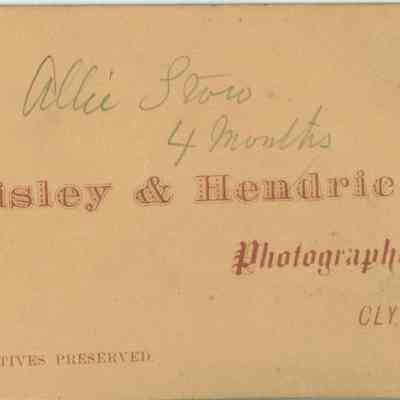 Allie Stow
4 Months
isley & Hendric
Photograph
CLY
TIVES PRESERVED.